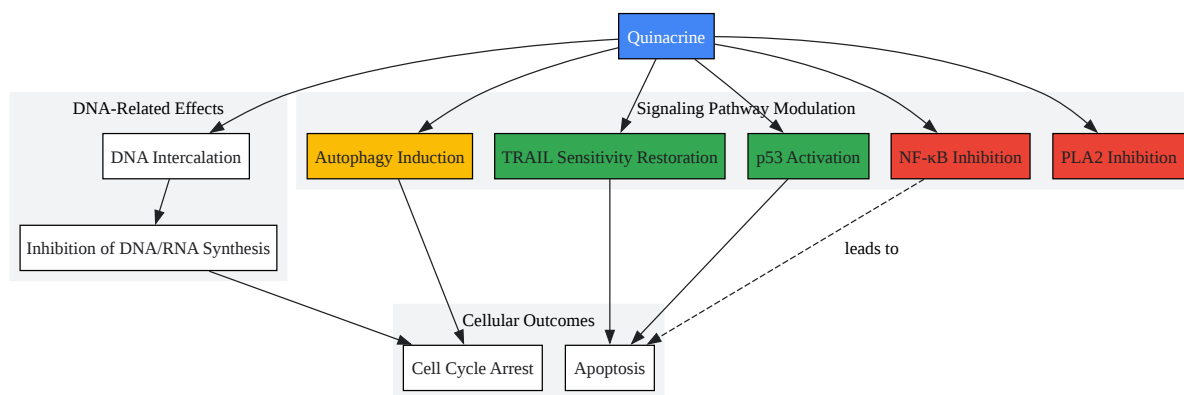 Quinacrine
DNA-Related Effects
Signaling Pathway Modulation
DNA Intercalation
Autophagy Induction
TRAIL Sensitivity Restoration
p53 Activation
NF-κB Inhibition
PLA2 Inhibition
Inhibition of DNA/RNA Synthesis
leads to
Cellular Outcomes
Cell Cycle Arrest
Apoptosis